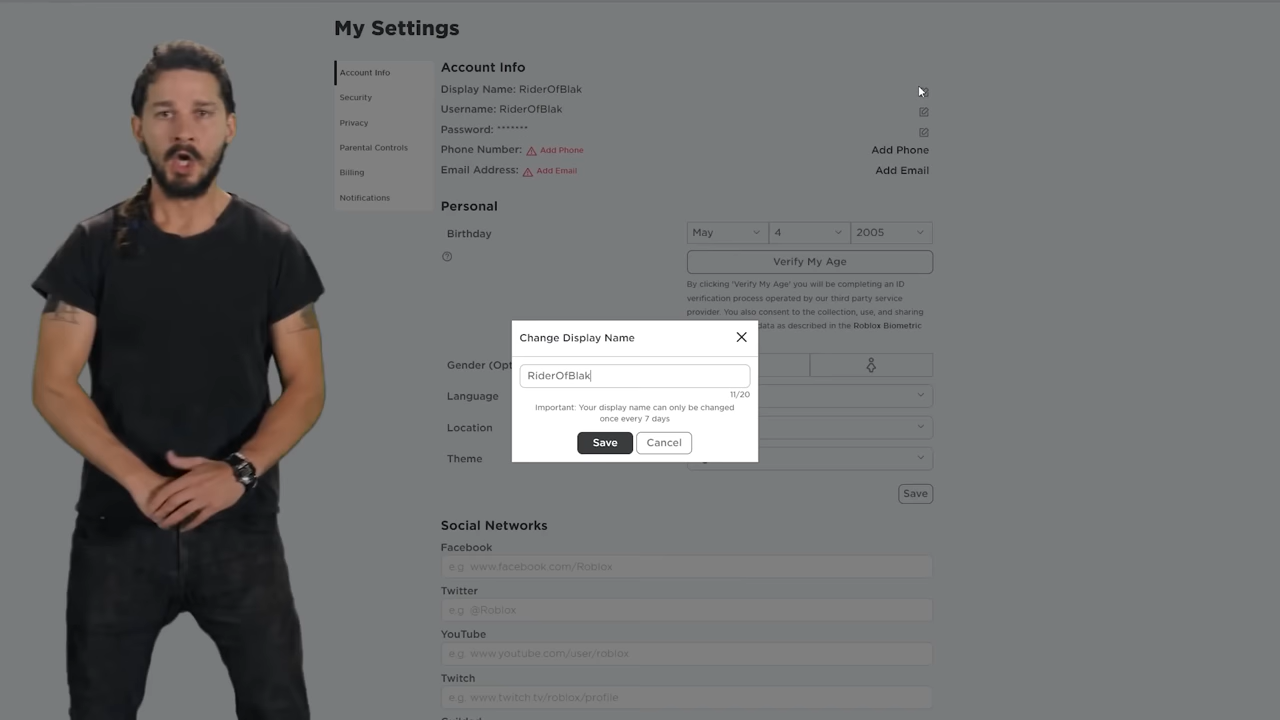 My Settings
Account Info
Security
Privacy
Parental Controls
Billing
Notifications
Account Info
Display Name: RiderOfBlak
Username: RiderOfBlak
Password: *******
Phone Number: Add Phone
Add Phone
Email Address: Add Email
Add Email
Personal
Birthday
May 4 2005
Verify My Age
By clicking 'Verify My Age' you will be completing an ID
verification process operated by our third party service
provider. You also consent to the collection, use, and sharing
data as described in the Roblox Biometric
Change Display Name
RiderOfBlak
11/20
Important: Your display name can only be changed
once every 7 days
Save Cancel
Gender
Language
Location
Theme
Save
Social Networks
Facebook
e.g. www.facebook.com/Roblox
Twitter
e.g. @Roblox
YouTube
e.g. www.youtube.com/user/roblox
Twitch
e.g. www.twitch.tv/roblox/profile